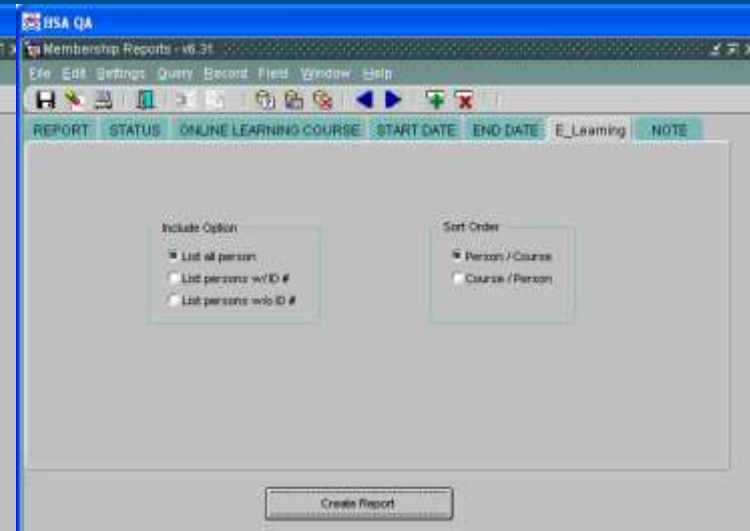 BSA QA
Membership Reports - v6.31
File Edit Settings Query Record Field Window Help
REPORT STATUS ONLINE LEARNING COURSE START DATE END DATE E_Learning NOTE
Include Option
List all person
List persons w/ID #
List persons w/o ID #
Sort Order
Person / Course
Course / Person
Create Report